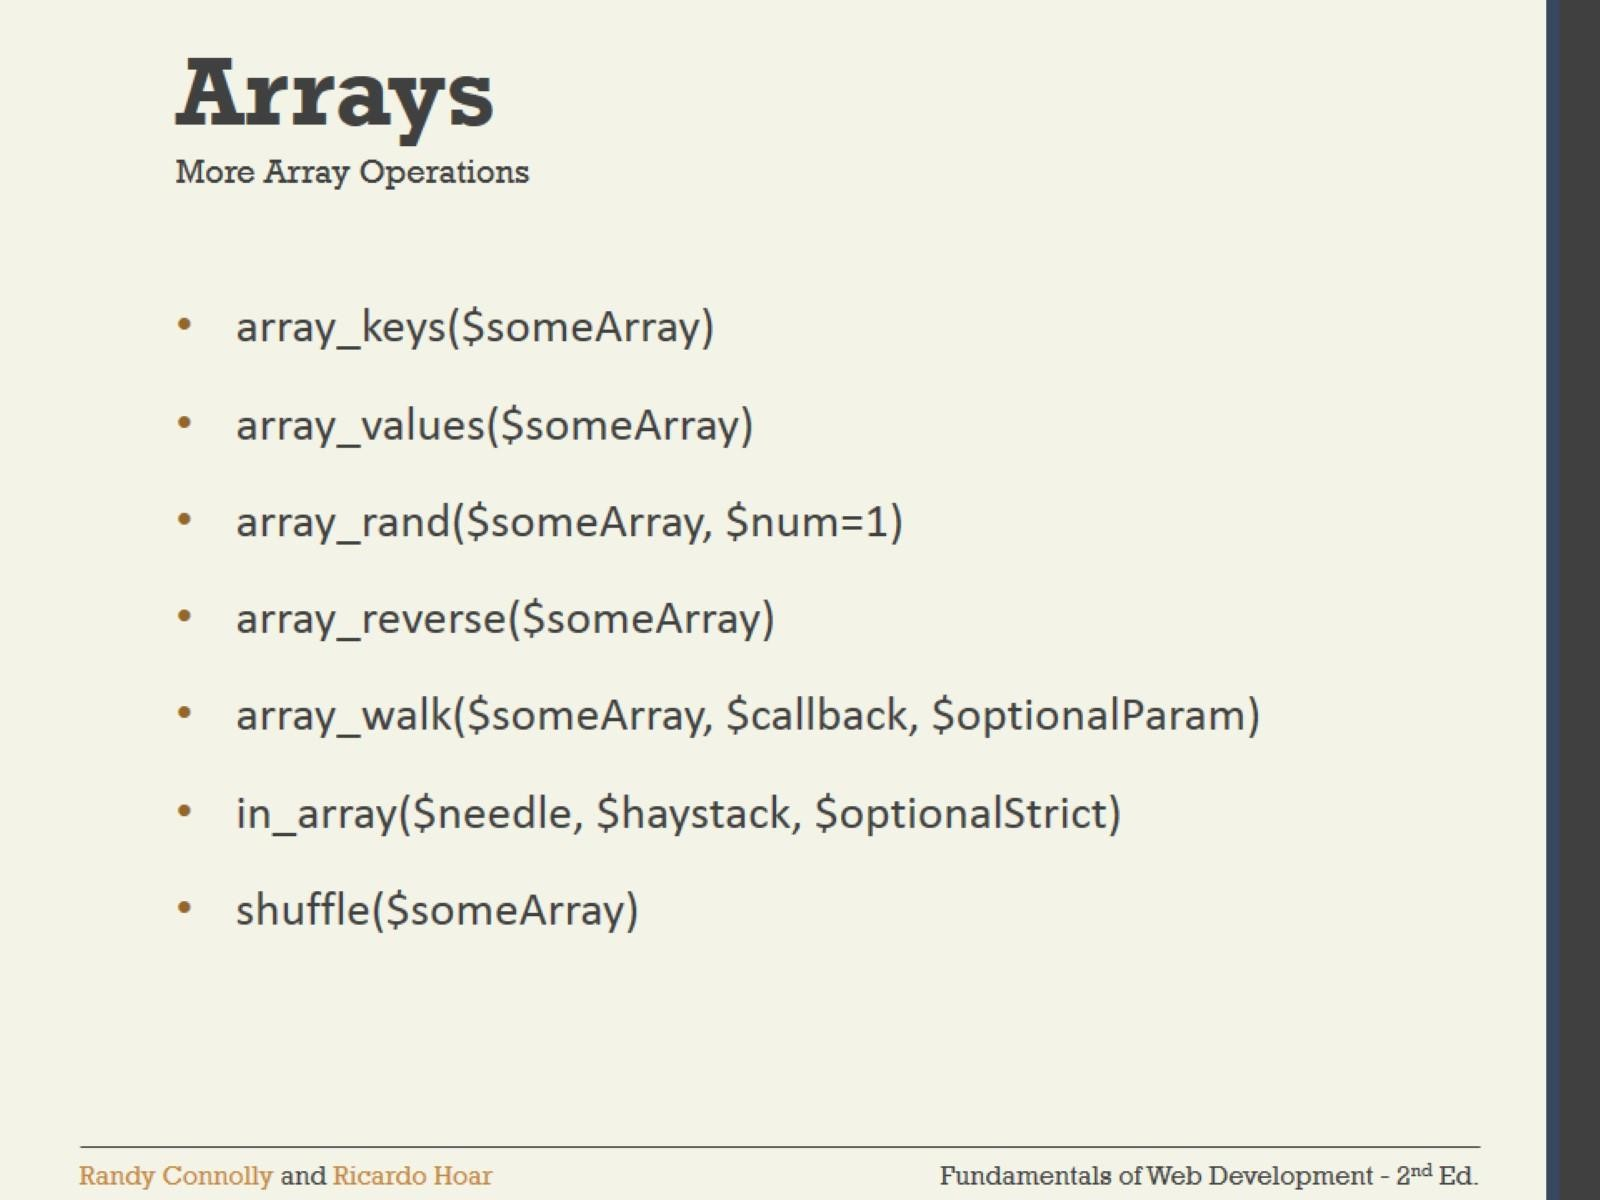 Arrays
More Array Operations
• array_keys($someArray)
• array_values($someArray)
• array_rand($someArray, $num=1)
• array_reverse($someArray)
• array_walk($someArray, $callback, $optionalParam)
• in_array($needle, $haystack, $optionalStrict)
• shuffle($someArray)
Randy Connolly and Ricardo Hoar
Fundamentals of Web Development - 2nd Ed.